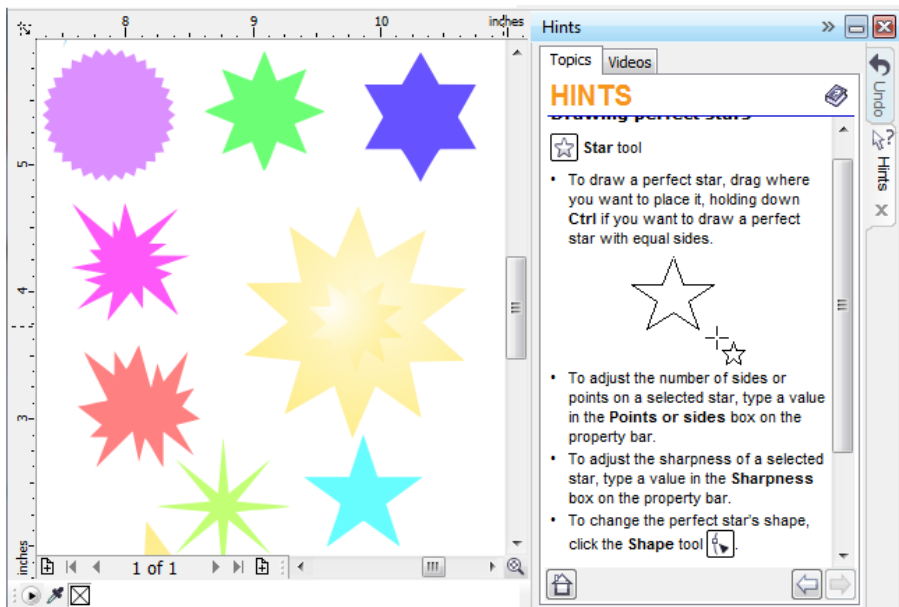 8 9 10 inches
5
4
3
inches
1 of 1
Hints
Topics Videos
HINTS
Drawing perfect stars
Star tool
• To draw a perfect star, drag where
you want to place it, holding down
Ctrl if you want to draw a perfect
star with equal sides.
• To adjust the number of sides or
points on a selected star, type a value
in the Points or sides box on the
property bar.
• To adjust the sharpness of a selected
star, type a value in the Sharpness
box on the property bar.
• To change the perfect star's shape,
click the Shape tool .
Undo
Hints